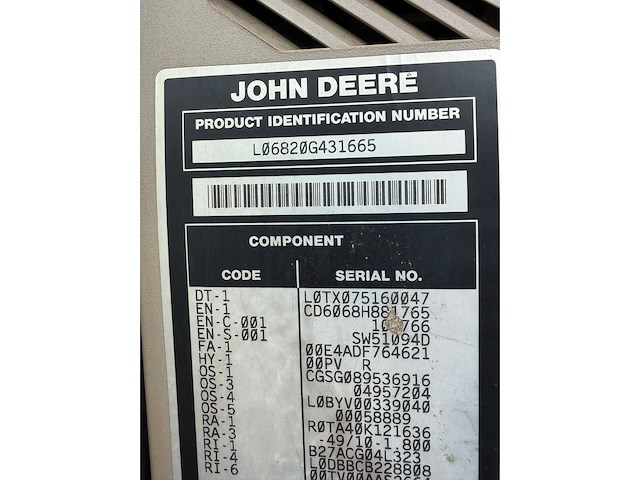 JOHN DEERE
PRODUCT IDENTIFICATION NUMBER
L06820G431665
COMPONENT
CODE SERIAL NO.
DT-1 L0TX075160047
EN-1 CD6068H881765
EN-C-001
EN-S-001 SW51094D
FA-1 00E4ADF764621
HY-1 00PV R
OS-1 CGSG089536916
OS-3 04957204
OS-4 L0BYV00339040
OS-5 00058889
RA-1 R0TA40K121636
RA-3 -49/10-1.800
RI-1 B27ACG04L323
RI-4 L0DBBCB228808
RI-6